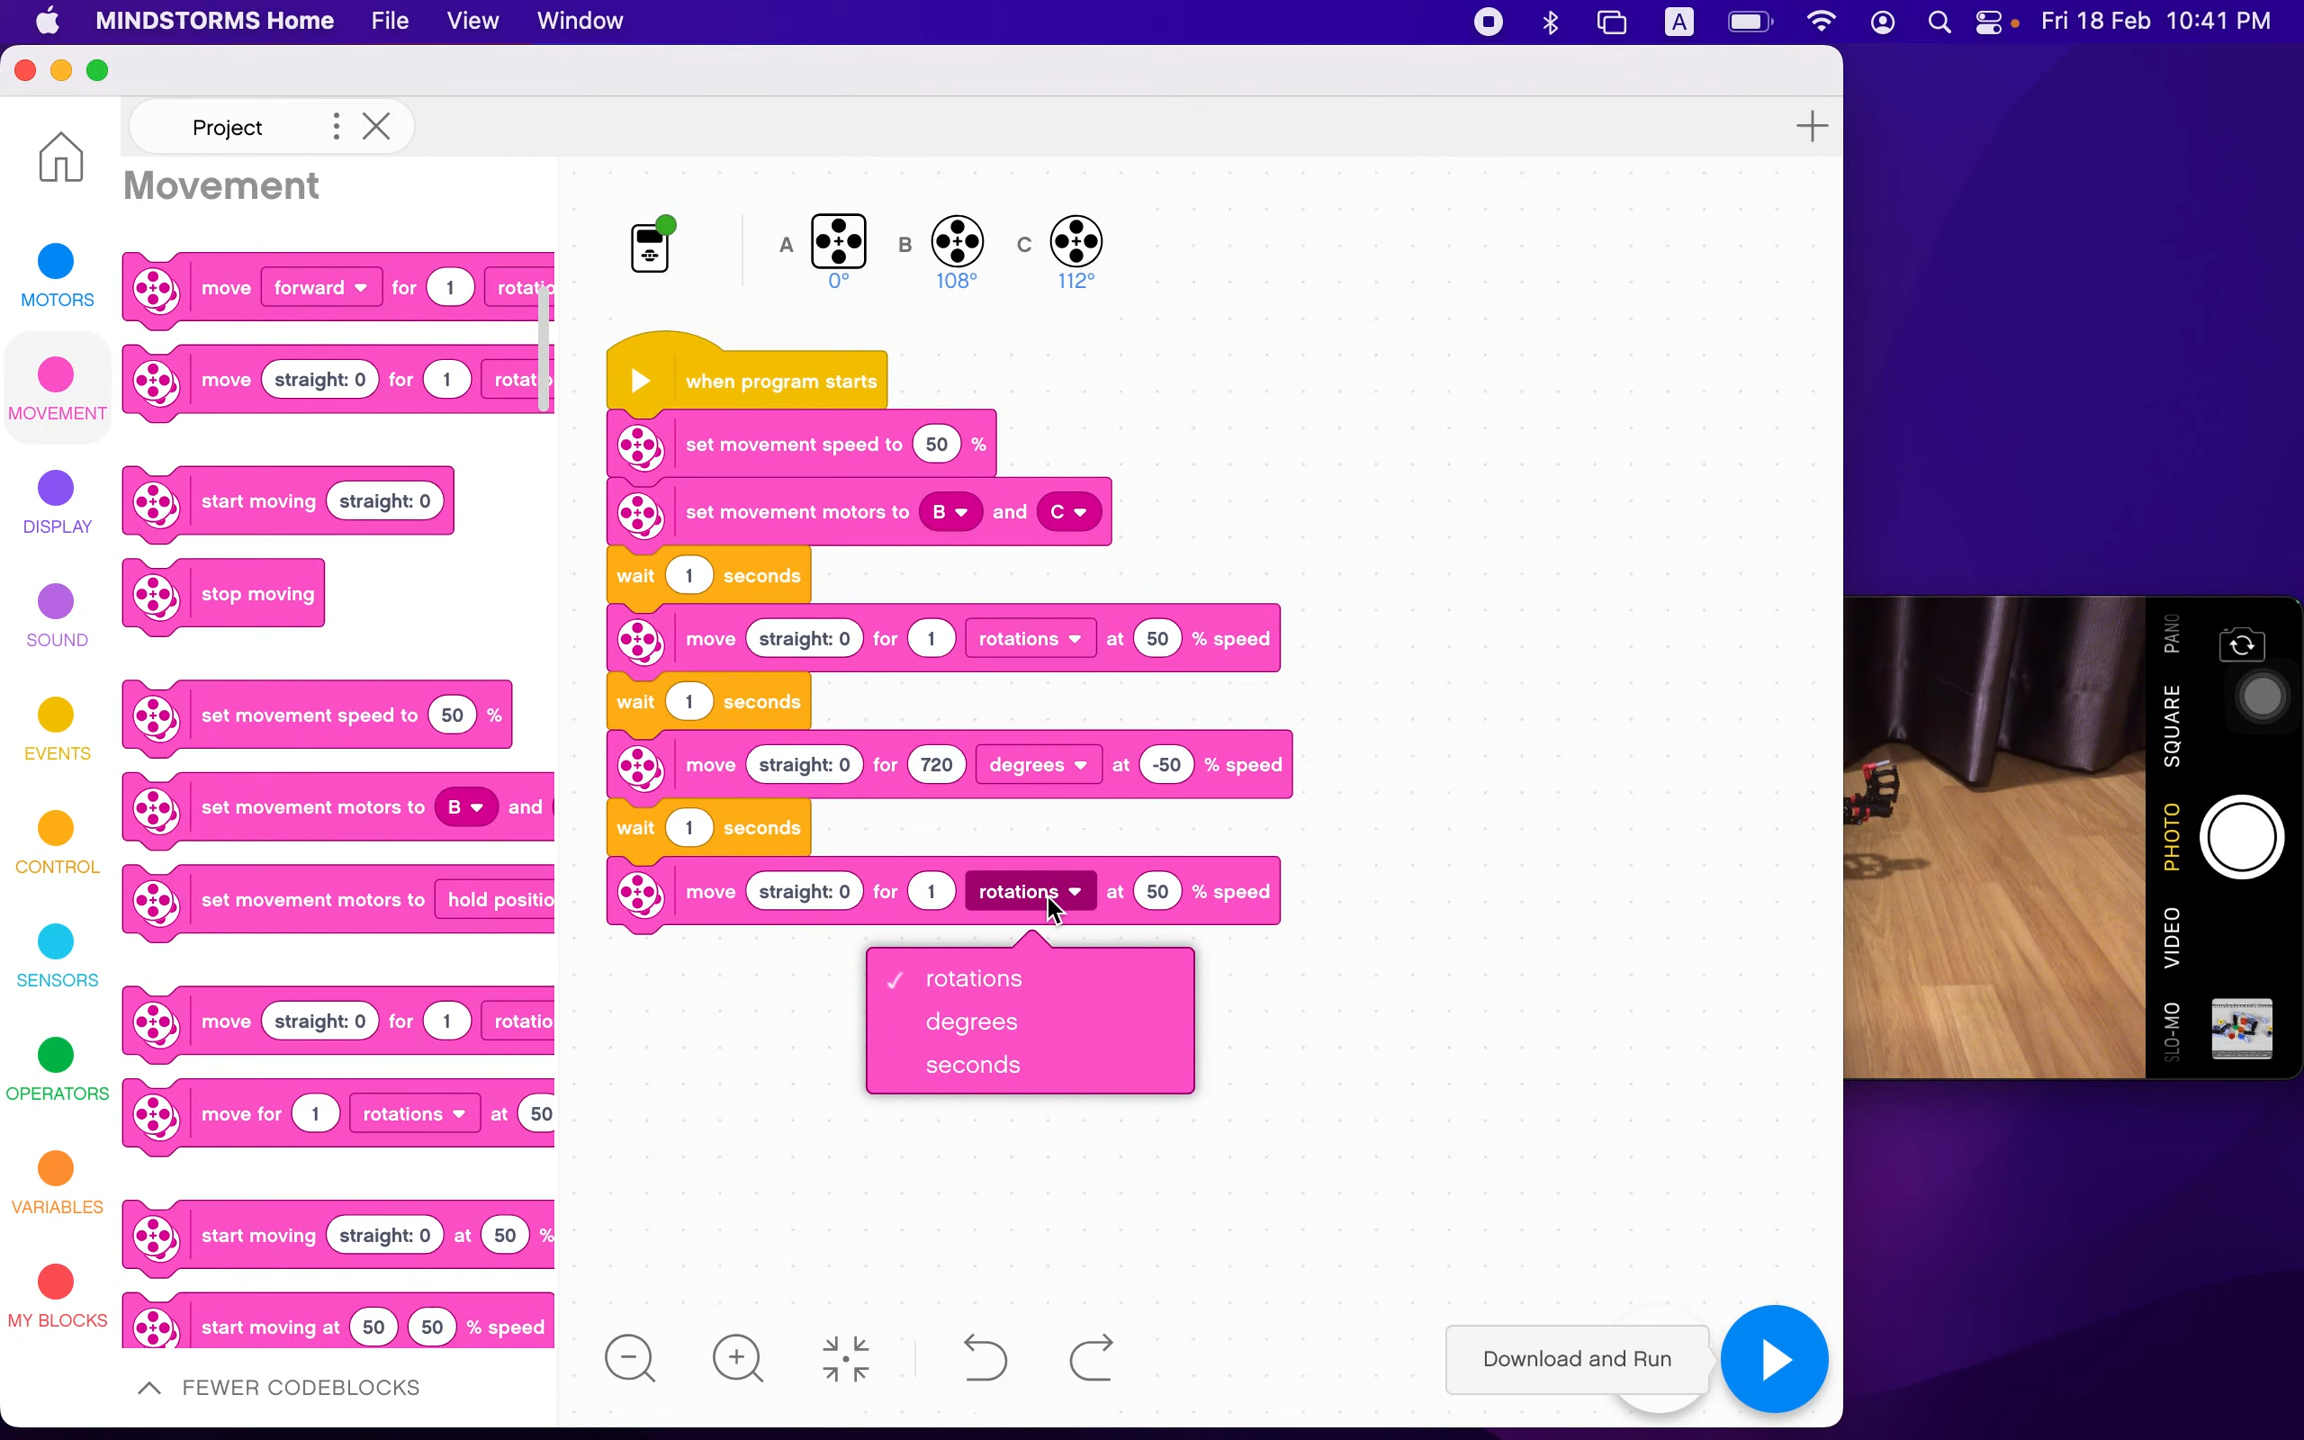 MINDSTORMS Home File View Window A Fri 18 Feb 10:41 PM
Project
Movement
A B C
0° 108° 112°
MOTORS
MOVEMENT
DISPLAY
SOUND
EVENTS
CONTROL
SENSORS
OPERATORS
VARIABLES
MY BLOCKS
move forward for 1 rotatio
move straight: 0 for 1 rotat
start moving straight: 0
stop moving
set movement speed to 50 %
set movement motors to B and
set movement motors to hold positio
move straight: 0 for 1 rotatio
move for 1 rotations at 50
start moving straight: 0 at 50 %
start moving at 50 50 % speed
FEWER CODEBLOCKS
when program starts
set movement speed to 50 %
set movement motors to B and C
wait 1 seconds
move straight: 0 for 1 rotations at 50 % speed
wait 1 seconds
move straight: 0 for 720 degrees at -50 % speed
wait 1 seconds
move straight: 0 for 1 rotations at 50 % speed
rotations
degrees
seconds
Download and Run
PANO
SQUARE
PHOTO
VIDEO
SLO-MO